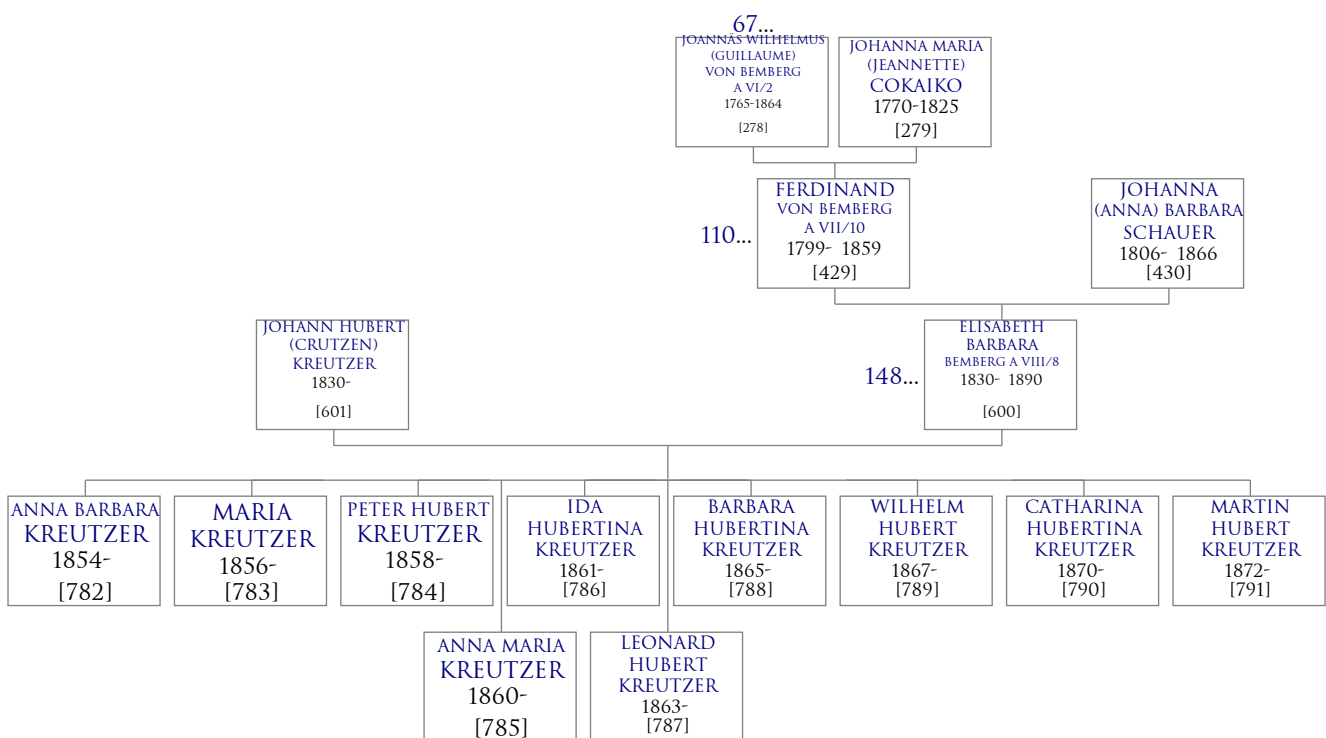 67...
JOANNÄS WILHELMUS
(GUILLAUME)
VON BEMBERG
A VI/2
1765-1864
[278]
JOHANNA MARIA
(JEANNETTE)
COKAIKO
1770-1825
[279]
110...
FERDINAND
VON BEMBERG
A VII/10
1799- 1859
[429]
JOHANNA
(ANNA) BARBARA
SCHAUER
1806- 1866
[430]
JOHANN HUBERT
(CRUTZEN)
KREUTZER
1830-
[601]
148...
ELISABETH
BARBARA
BEMBERG A VIII/8
1830- 1890
[600]
ANNA BARBARA
KREUTZER
1854-
[782]
MARIA
KREUTZER
1856-
[783]
PETER HUBERT
KREUTZER
1858-
[784]
IDA
HUBERTINA
KREUTZER
1861-
[786]
BARBARA
HUBERTINA
KREUTZER
1865-
[788]
WILHELM
HUBERT
KREUTZER
1867-
[789]
CATHARINA
HUBERTINA
KREUTZER
1870-
[790]
MARTIN
HUBERT
KREUTZER
1872-
[791]
ANNA MARIA
KREUTZER
1860-
[785]
LEONARD
HUBERT
KREUTZER
1863-
[787]